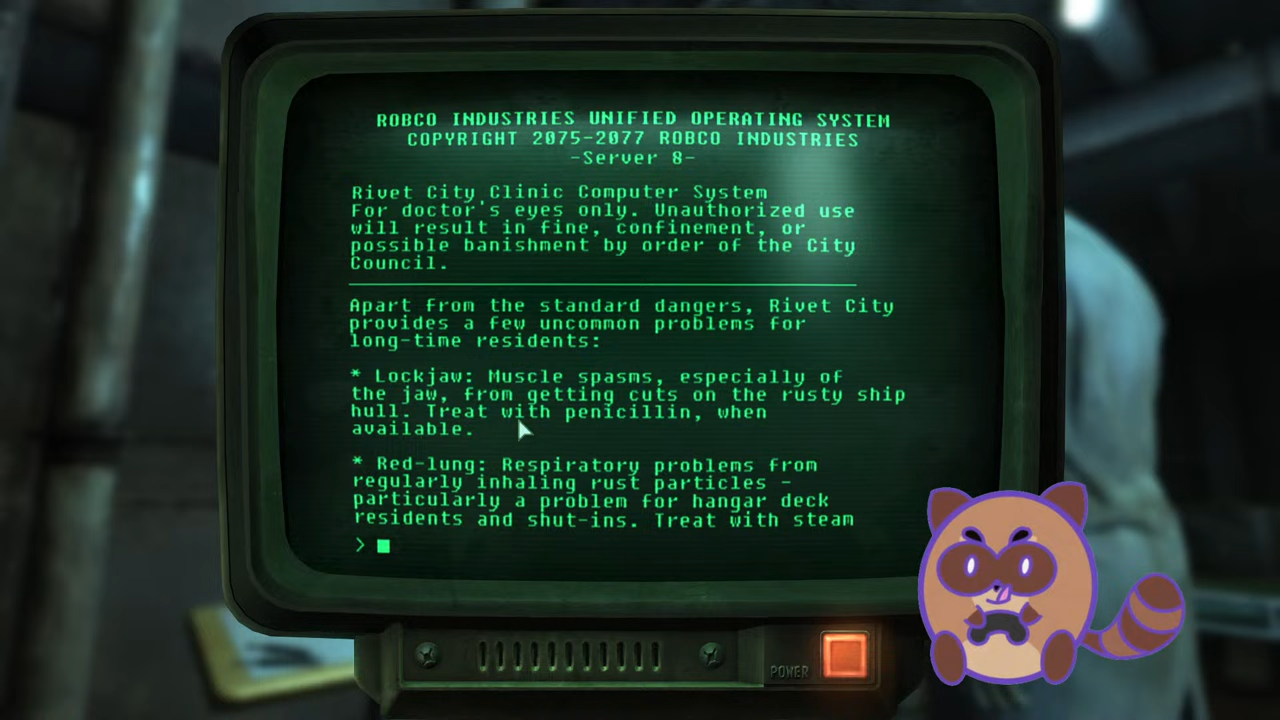 ROBCO INDUSTRIES UNIFIED OPERATING SYSTEM
COPYRIGHT 2075-2077 ROBCO INDUSTRIES
-Server 8-
Rivet City Clinic Computer System
For doctor's eyes only. Unauthorized use
will result in fine, confinement, or
possible banishment by order of the City
Council.
Apart from the standard dangers, Rivet City
provides a few uncommon problems for
long-time residents:
* Lockjaw: Muscle spasms, especially of
the jaw, from getting cuts on the rusty ship
hull. Treat with penicillin, when
available.
* Red-lung: Respiratory problems from
regularly inhaling rust particles -
particularly a problem for hangar deck
residents and shut-ins. Treat with steam
>
POWER